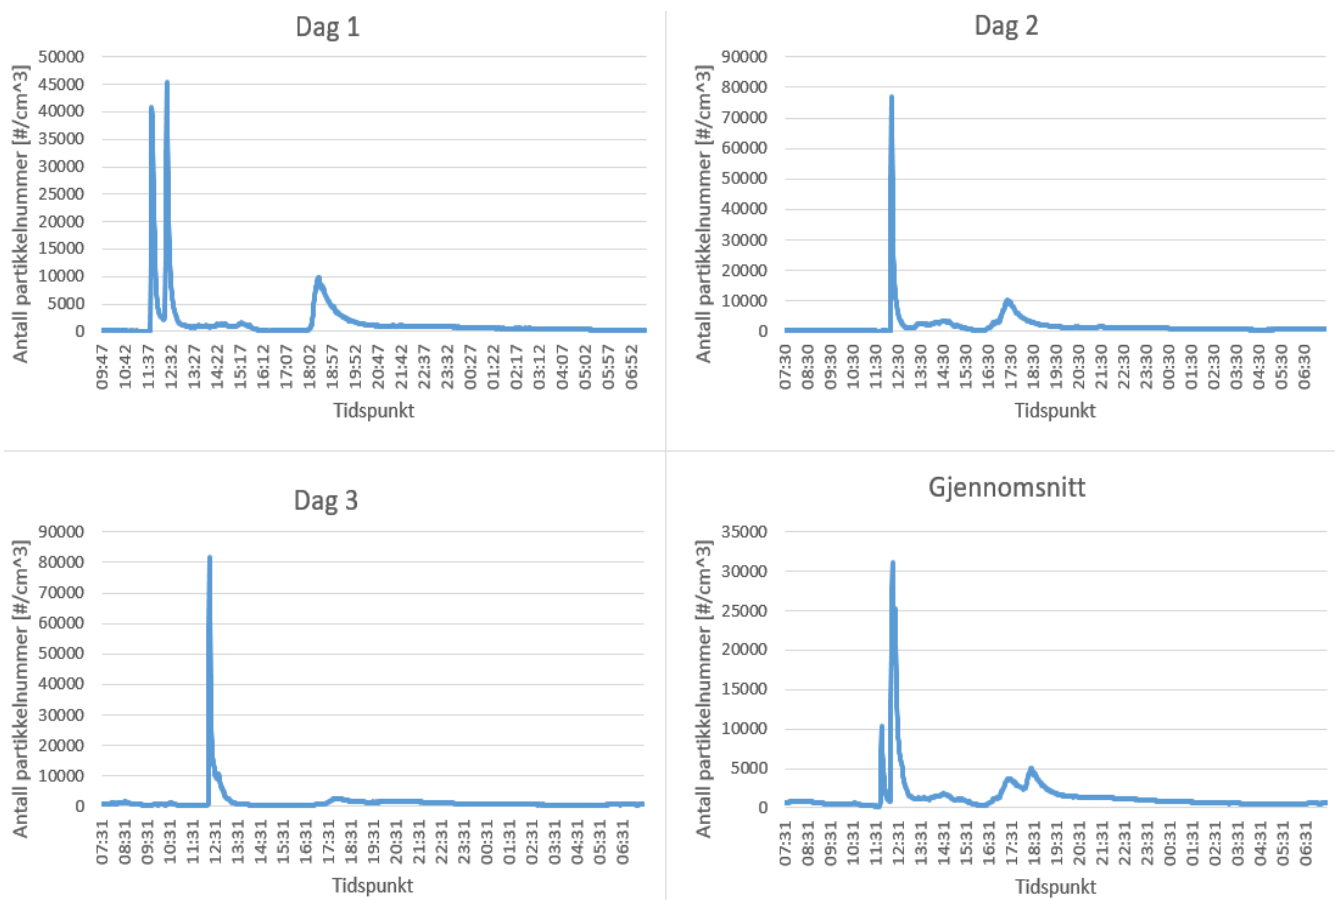 Dag 1
Antall partikkelnummer [#/cm^3]
50000
45000
40000
35000
30000
25000
20000
15000
10000
5000
0
09:47 10:42 11:37 12:32 13:27 14:22 15:17 16:12 17:07 18:02 18:57 19:52 20:47 21:42 22:37 23:32 00:27 01:22 02:17 03:12 04:07 05:02 05:57 06:52
Tidspunkt
Dag 2
Antall partikkelnummer [#/cm^3]
90000
80000
70000
60000
50000
40000
30000
20000
10000
0
07:30 08:30 09:30 10:30 11:30 12:30 13:30 14:30 15:30 16:30 17:30 18:30 19:30 20:30 21:30 22:30 23:30 00:30 01:30 02:30 03:30 04:30 05:30 06:30
Tidspunkt
Dag 3
Antall partikkelnummer [#/cm^3]
90000
80000
70000
60000
50000
40000
30000
20000
10000
0
07:31 08:31 09:31 10:31 11:31 12:31 13:31 14:31 15:31 16:31 17:31 18:31 19:31 20:31 21:31 22:31 23:31 00:31 01:31 02:31 03:31 04:31 05:31 06:31
Tidspunkt
Gjennomsnitt
Antall partikkelnummer [#/cm^3]
35000
30000
25000
20000
15000
10000
5000
0
07:31 08:31 09:31 10:31 11:31 12:31 13:31 14:31 15:31 16:31 17:31 18:31 19:31 20:31 21:31 22:31 23:31 00:31 01:31 02:31 03:31 04:31 05:31 06:31
Tidspunkt